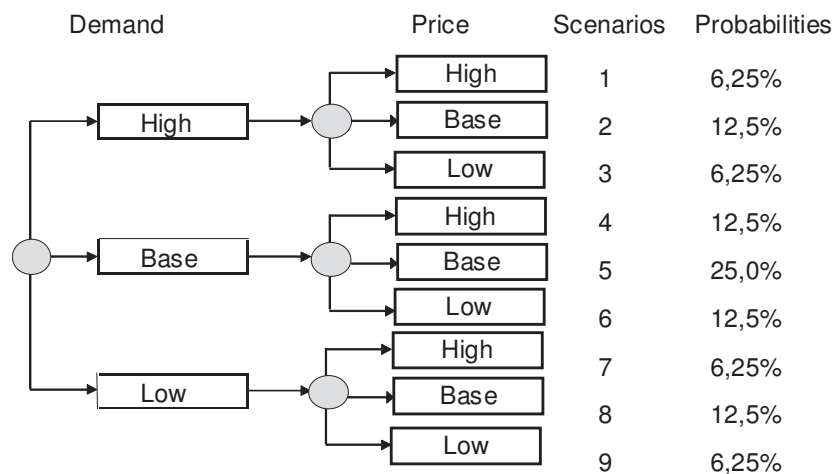 Demand Price Scenarios Probabilities
High 1 6,25%
High Base 2 12,5%
Low 3 6,25%
High 4 12,5%
Base Base 5 25,0%
Low 6 12,5%
High 7 6,25%
Low Base 8 12,5%
Low 9 6,25%